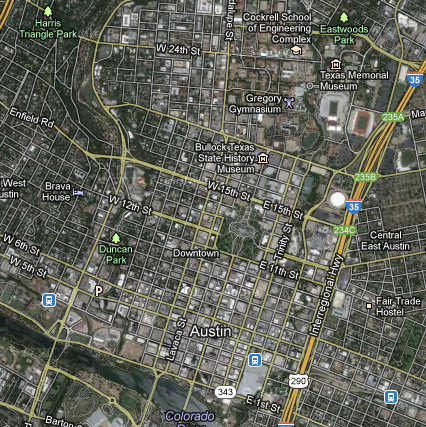 Harris
Triangle Park
Cockrell School
of Engineering
Complex
Eastwoods
Park
W 24th St
Texas Memorial
Museum
35
Gregory
Gymnasium
235A
Enfield Rd
Bullock Texas
State History
Museum
235B
West
Brava
House
W 15th St
E 15th St
35
W 12th St
234C
Trinity St
Central
East Austin
Duncan
Park
Downtown
W 6th St
E 11th St
Interregional Hwy
W 5th St
P
Fair Trade
Hostel
Lavaca St
Austin
290
343
E 1st St
Colorado
Barton